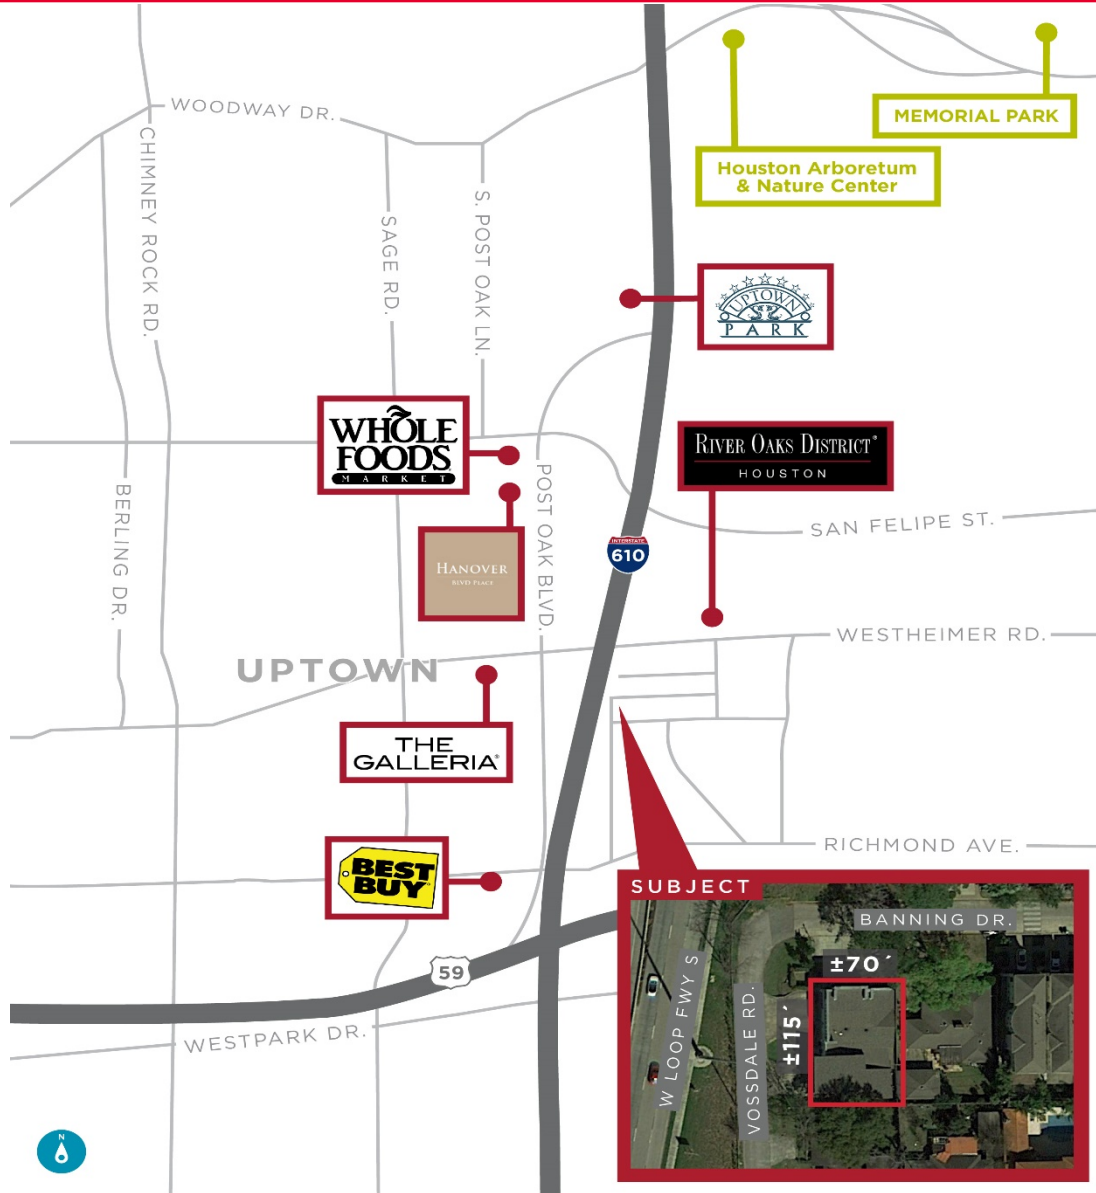 WOODWAY DR.
MEMORIAL PARK
Houston Arboretum
& Nature Center
CHIMNEY ROCK RD.
SAGE RD.
S. POST OAK LN.
UPTOWN
PARK
WHOLE
FOODS
MARKET
RIVER OAKS DISTRICT®
HOUSTON
BERLING DR.
POST OAK BLVD.
SAN FELIPE ST.
HANOVER
BLVD PLACE
INTERSTATE
610
WESTHEIMER RD.
UPTOWN
THE
GALLERIA®
RICHMOND AVE.
BEST
BUY
SUBJECT
BANNING DR.
±70´
±115´
W LOOP FWY S
VOSSDALE RD.
59
WESTPARK DR.
N